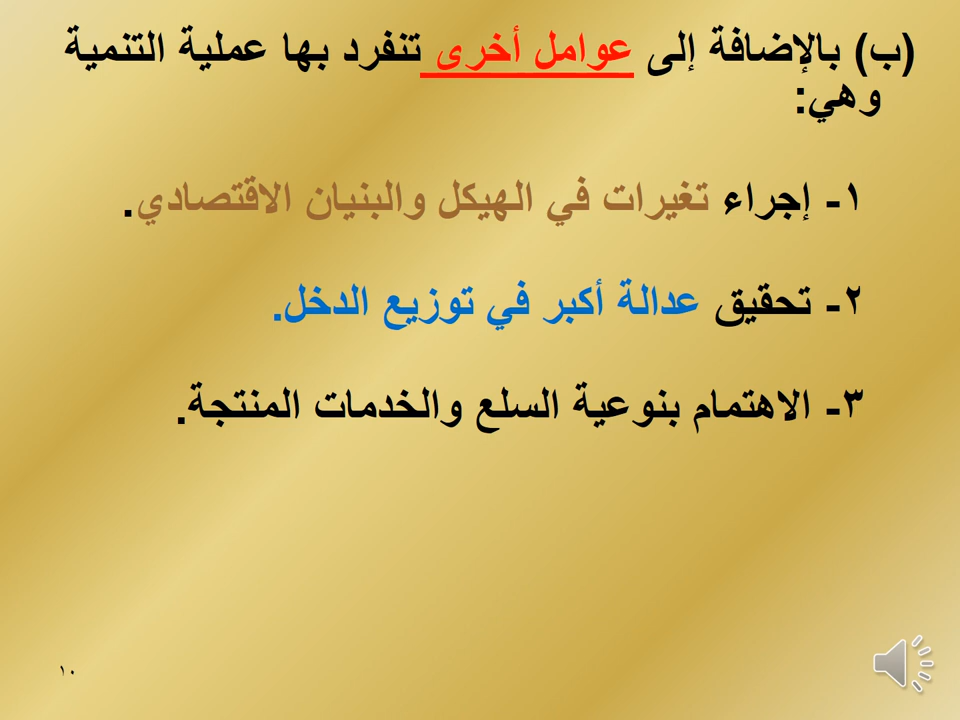 (ب) بالإضافة إلى عوامل أخرى تنفرد بها عملية التنمية
وهي:
١- إجراء تغيرات في الهيكل والبنيان الاقتصادي.
٢- تحقيق عدالة أكبر في توزيع الدخل.
٣- الاهتمام بنوعية السلع والخدمات المنتجة.
١٠